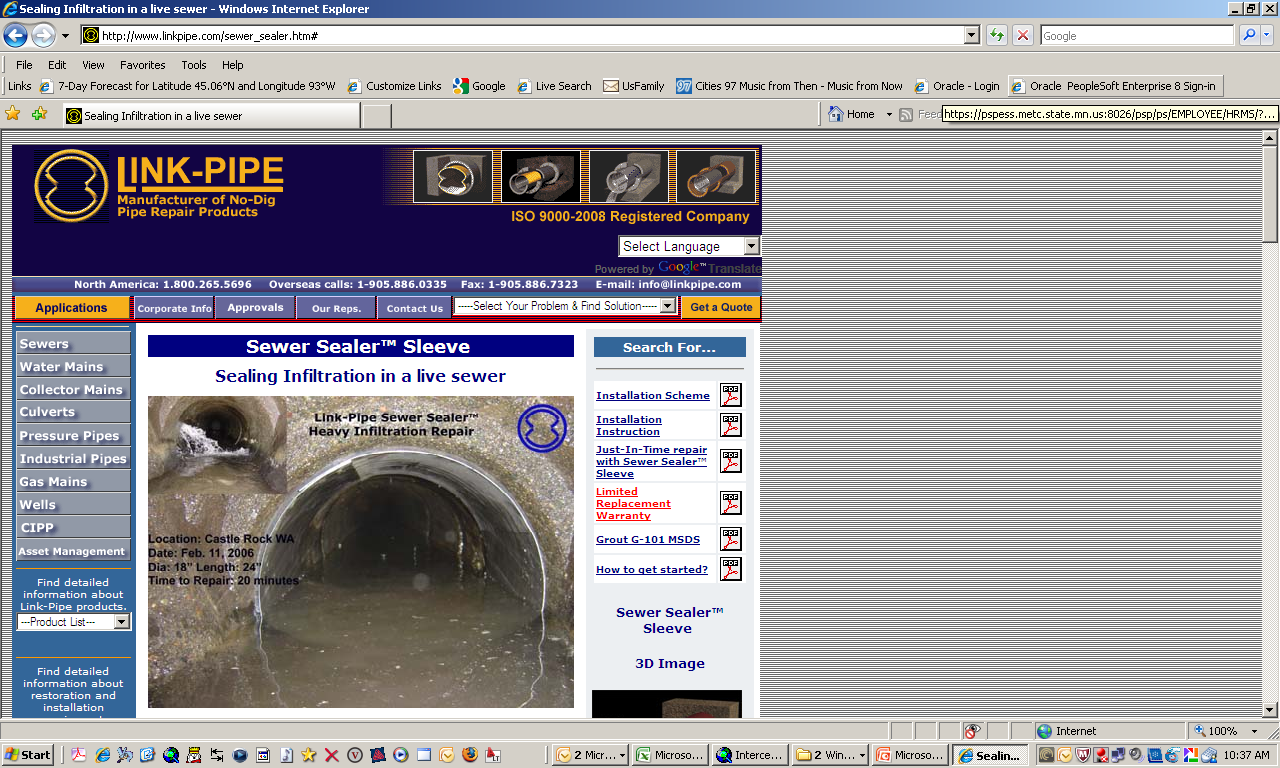 Sealing Infiltration in a live sewer - Windows Internet Explorer
http://www.linkpipe.com/sewer_sealer.htm#
Google
File Edit View Favorites Tools Help
Links 7-Day Forecast for Latitude 45.06°N and Longitude 93°W Customize Links Google Live Search UsFamily 97 Cities 97 Music from Then - Music from Now Oracle - Login Oracle PeopleSoft Enterprise 8 Sign-in
Sealing Infiltration in a live sewer Home Feed
https://pspess.metc.state.mn.us:8026/psp/ps/EMPLOYEE/HRMS/?...
LINK-PIPE
Manufacturer of No-Dig
Pipe Repair Products
ISO 9000-2008 Registered Company
Select Language
Powered by Google™ Translate
North America: 1.800.265.5696 Overseas calls: 1-905.886.0335 Fax: 1-905.886.7323 E-mail: info@linkpipe.com
Applications Corporate Info Approvals Our Reps. Contact Us -----Select Your Problem & Find Solution----- Get a Quote
Sewers
Water Mains
Collector Mains
Culverts
Pressure Pipes
Industrial Pipes
Gas Mains
Wells
CIPP
Asset Management
Find detailed
information about
Link-Pipe products.
---Product List---
Find detailed
information about
restoration and
installation
Sewer Sealer™ Sleeve
Sealing Infiltration in a live sewer
Link-Pipe Sewer Sealer™
Heavy Infiltration Repair
Location: Castle Rock WA
Date: Feb. 11, 2006
Dia: 18" Length: 24"
Time to Repair: 20 minutes
Search For...
Installation Scheme
Installation
Instruction
Just-In-Time repair
with Sewer Sealer™
Sleeve
Limited
Replacement
Warranty
Grout G-101 MSDS
How to get started?
Sewer Sealer™
Sleeve
3D Image
Internet 100%
Start 2 Micr... Microso... Interce... 2 Win... Microso... Sealin... 10:37 AM